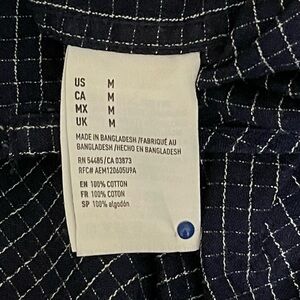 US M
CA M
MX M
UK M
MADE IN BANGLADESH / FABRIQUÉ AU
BANGLADESH / HECHO EN BANGLADESH
RN 54485 / CA 03873
RFC# AEM120605U9A
EN 100% COTTON
FR 100% COTON
SP 100% algodón